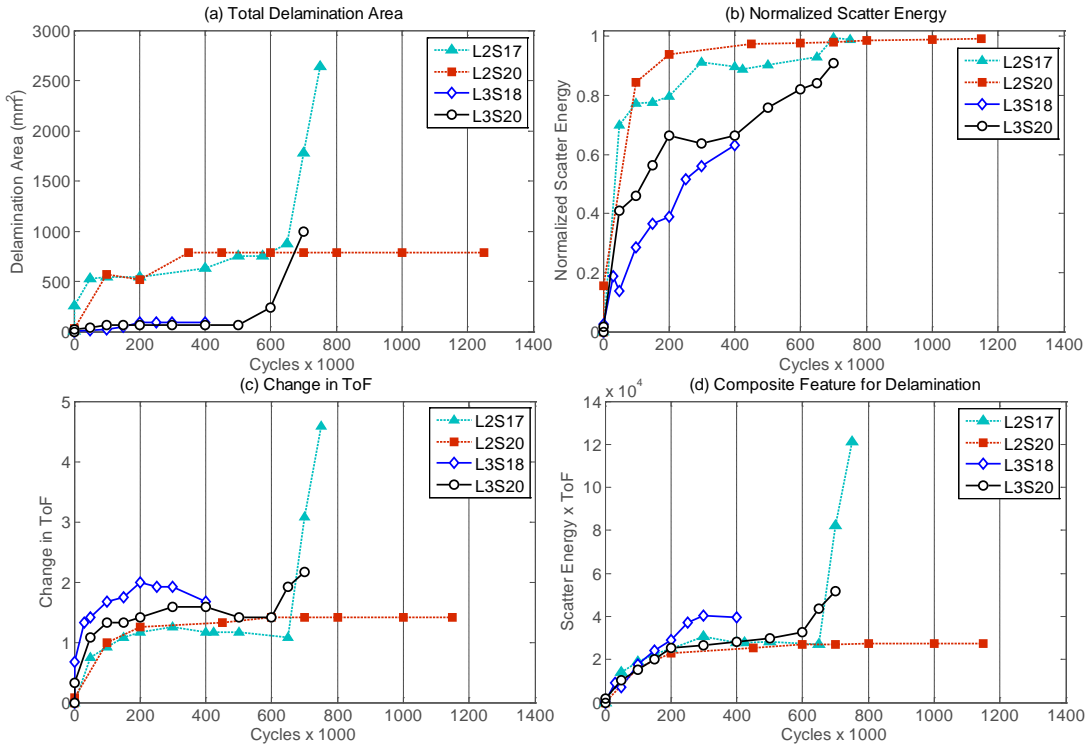 (a) Total Delamination Area
3000
2500
2000
1500
1000
500
0
Delamination Area (mm²)
0 200 400 600 800 1000 1200 1400
Cycles x 1000
L2S17
L2S20
L3S18
L3S20
(b) Normalized Scatter Energy
1
0.8
0.6
0.4
0.2
0
Normalized Scatter Energy
0 200 400 600 800 1000 1200 1400
Cycles x 1000
L2S17
L2S20
L3S18
L3S20
(c) Change in ToF
5
4
3
2
1
0
Change in ToF
0 200 400 600 800 1000 1200 1400
Cycles x 1000
L2S17
L2S20
L3S18
L3S20
(d) Composite Feature for Delamination
x 10⁴
14
12
10
8
6
4
2
0
Scatter Energy x ToF
0 200 400 600 800 1000 1200 1400
Cycles x 1000
L2S17
L2S20
L3S18
L3S20